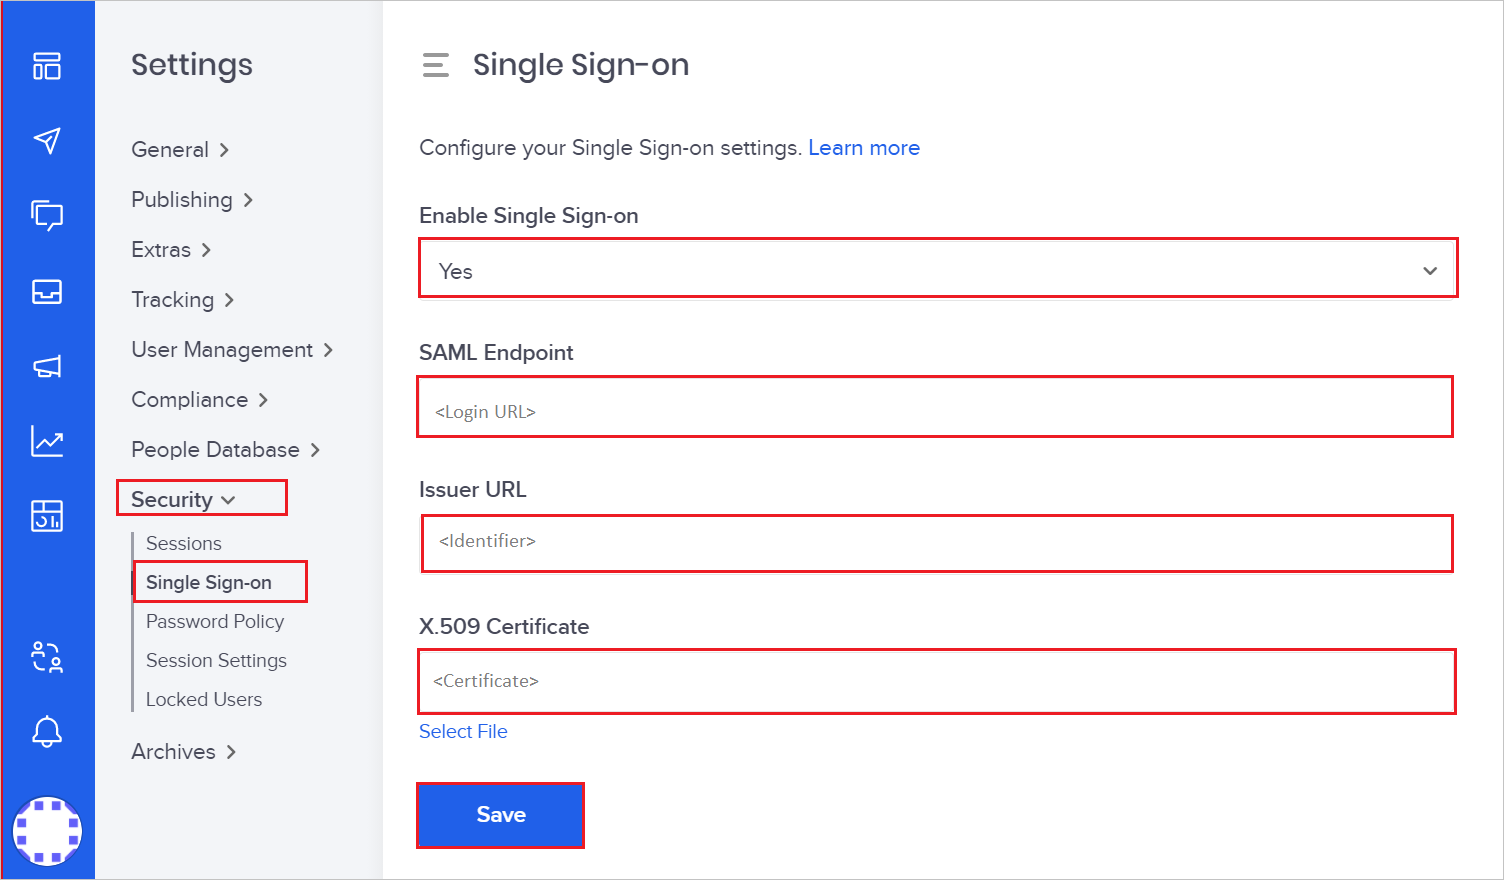 Settings
General
Publishing
Extras
Tracking
User Management
Compliance
People Database
Security
Sessions
Single Sign-on
Password Policy
Session Settings
Locked Users
Archives
Single Sign-on
Configure your Single Sign-on settings. Learn more
Enable Single Sign-on
Yes
SAML Endpoint
<Login URL>
Issuer URL
<Identifier>
X.509 Certificate
<Certificate>
Select File
Save